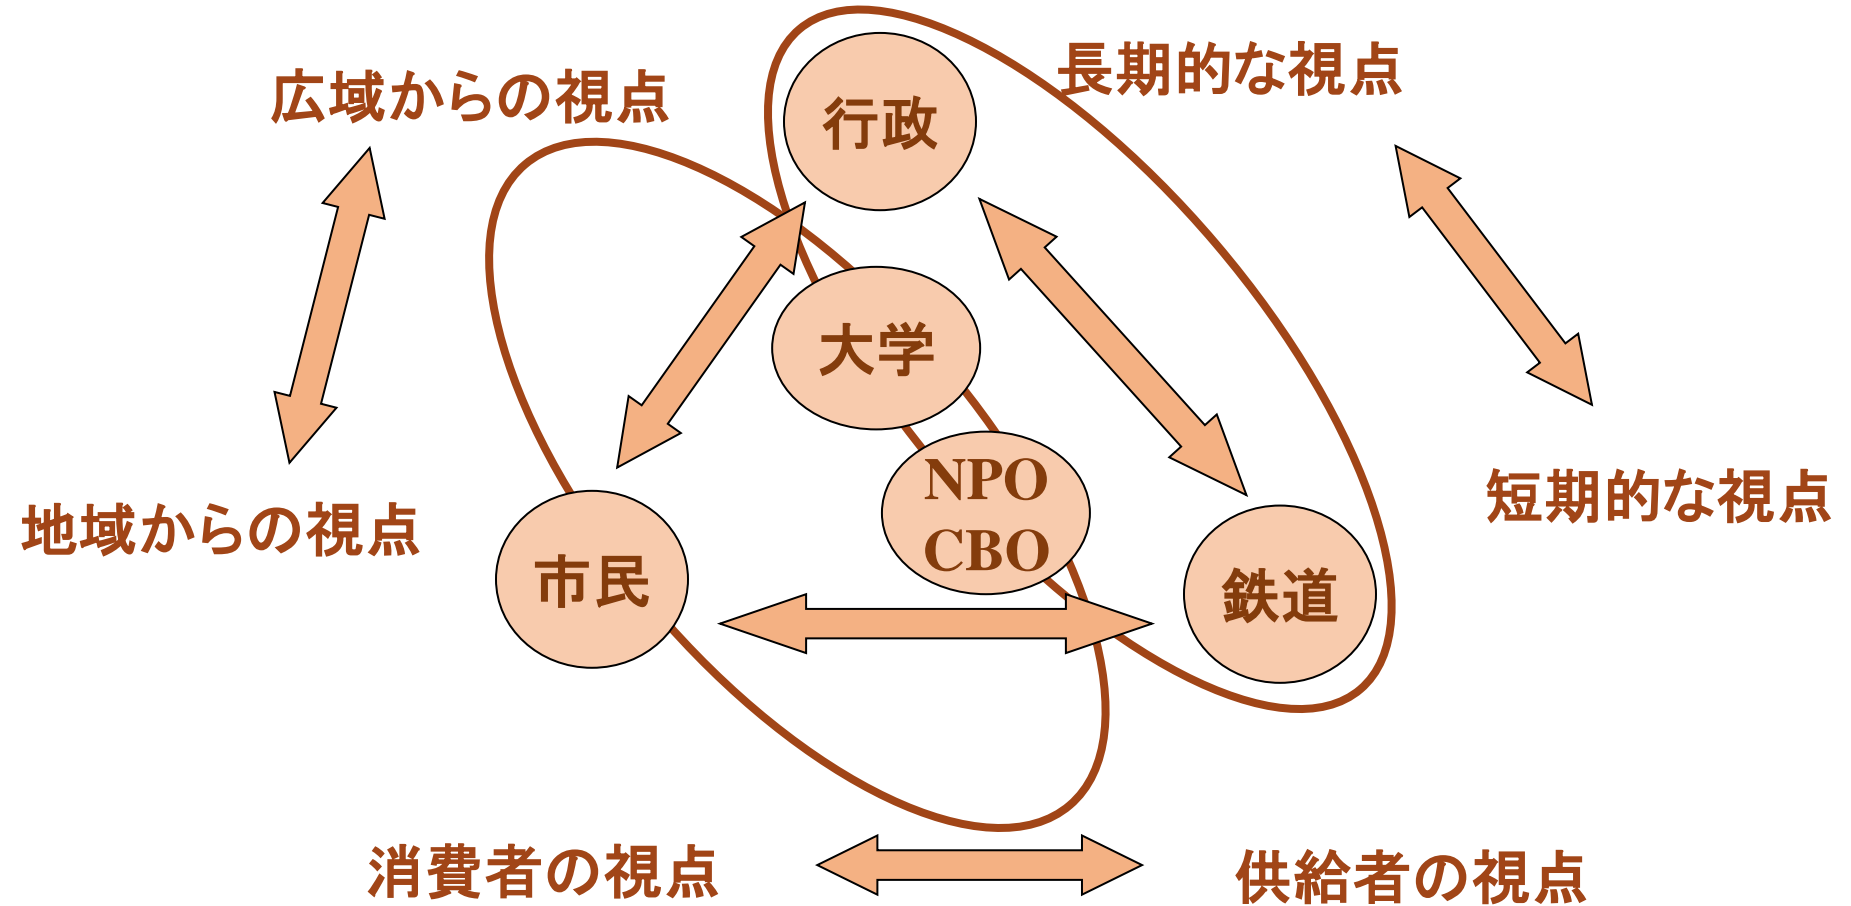 長期的な視点
広域からの視点
行政
大学
NPO
CBO
短期的な視点
地域からの視点
市民
鉄道
消費者の視点
供給者の視点